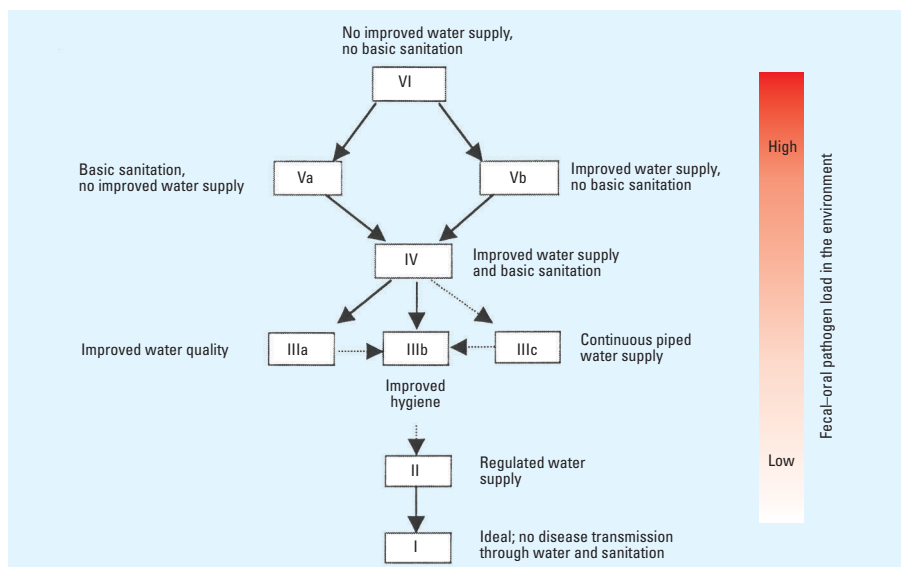 No improved water supply,
no basic sanitation
VI
Basic sanitation,
no improved water supply
Va
Vb
Improved water supply,
no basic sanitation
IV
Improved water supply
and basic sanitation
Improved water quality
IIIa
IIIb
IIIc
Continuous piped
water supply
Improved
hygiene
II
Regulated water
supply
I
Ideal; no disease transmission
through water and sanitation
High
Low
Fecal–oral pathogen load in the environment